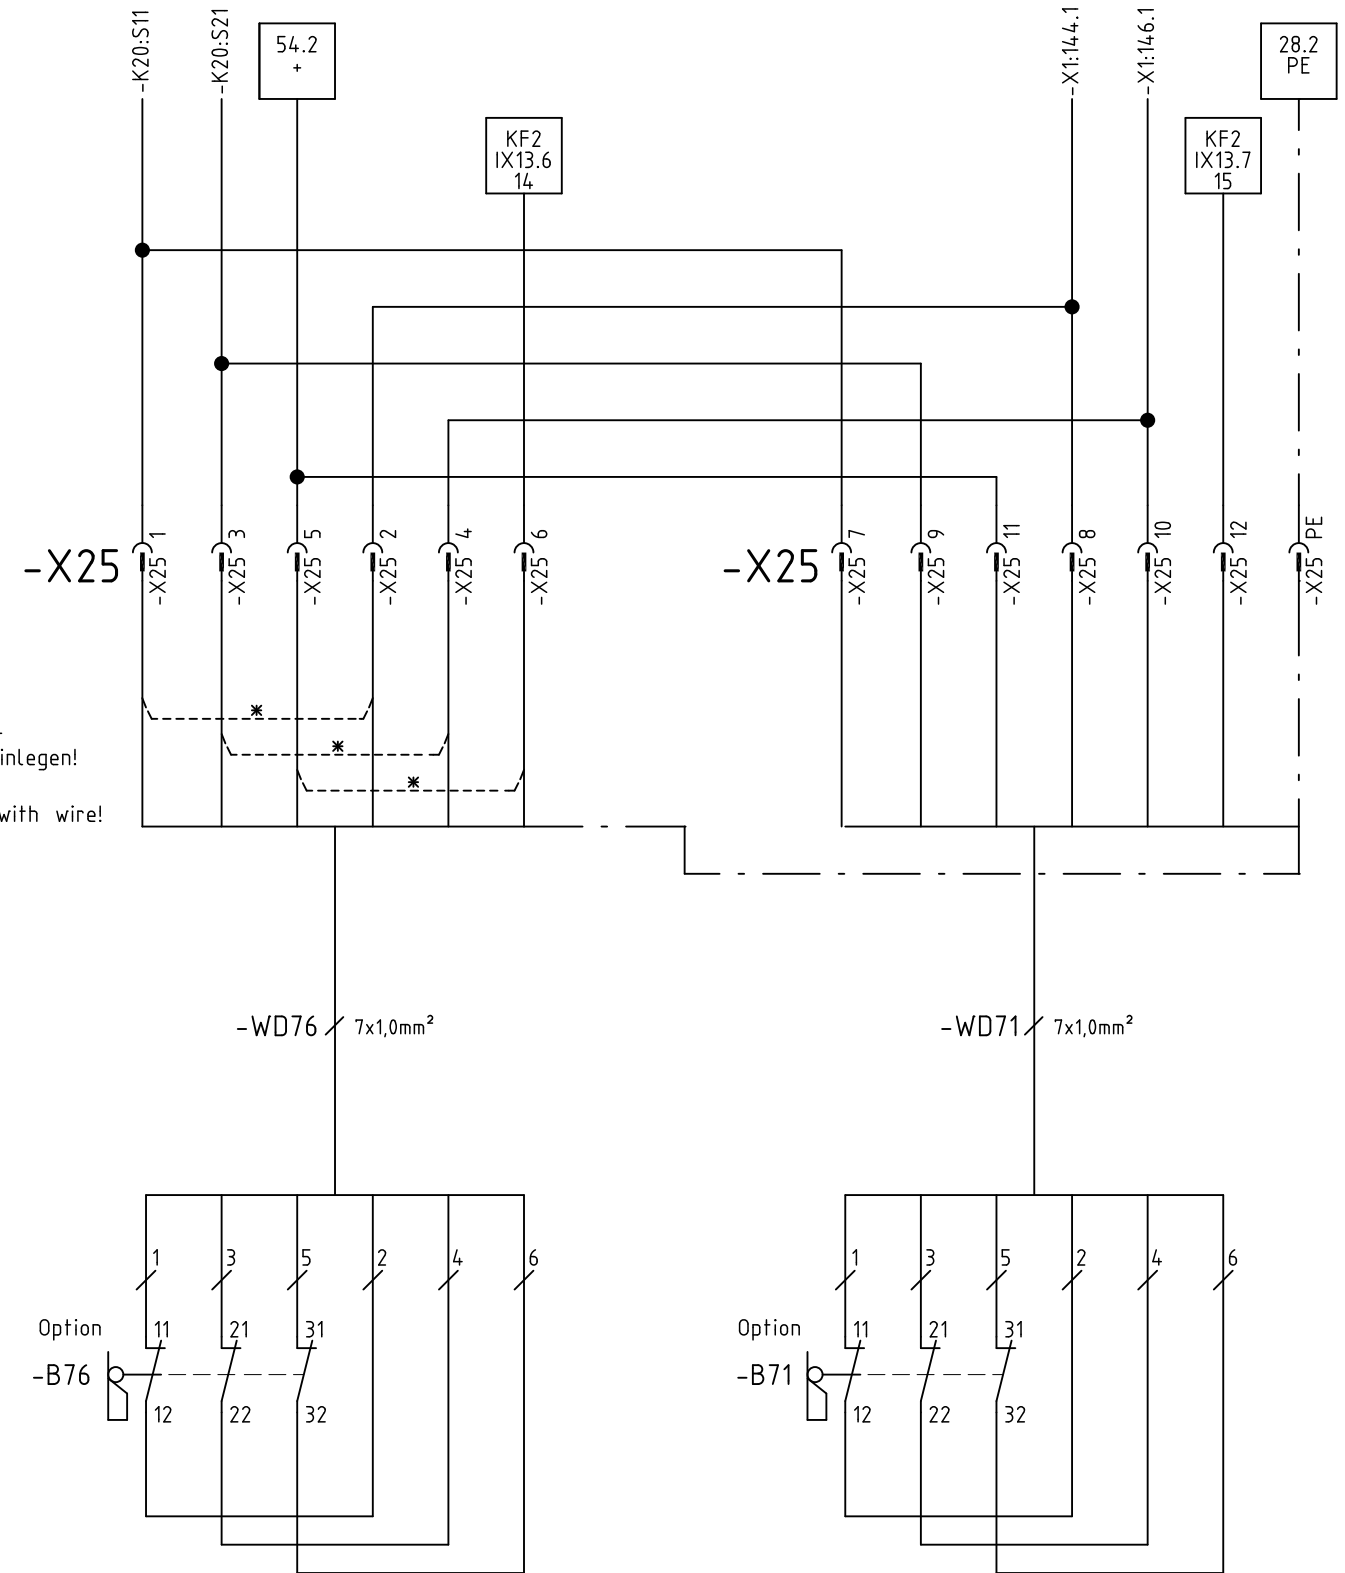 -K20:S11
-K20:S21
54.2
+
-X1:144.1
-X1:146.1
28.2
PE
KF2
IX13.6
14
KF2
IX13.7
15
-X25
-X25 1
-X25 3
-X25 5
-X25 2
-X25 4
-X25 6
-X25
-X25 7
-X25 9
-X25 11
-X25 8
-X25 10
-X25 12
-X25 PE
*
*
*
inlegen!
with wire!
-WD76 7x1,0mm²
-WD71 7x1,0mm²
1 3 5 2 4 6
1 3 5 2 4 6
Option
11 21 31
-B76
12 22 32
Option
11 21 31
-B71
12 22 32